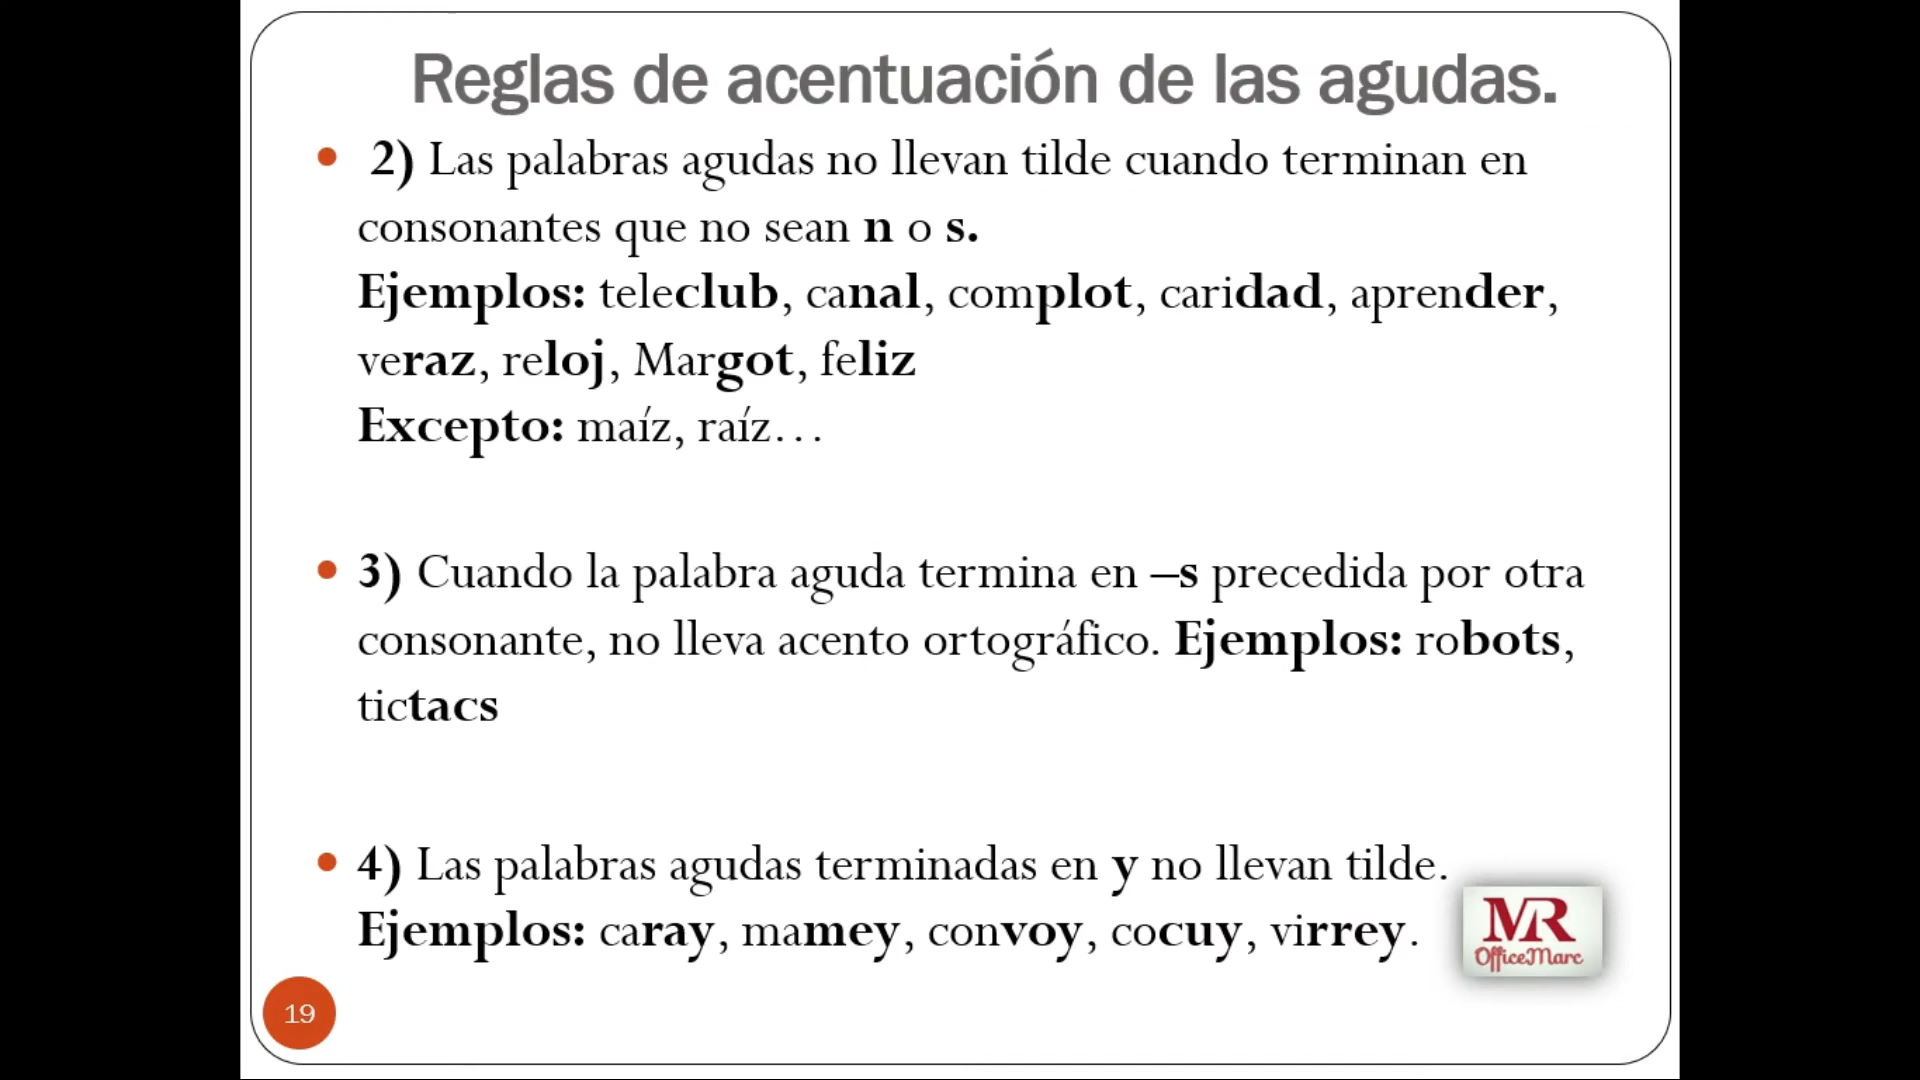 Reglas de acentuación de las agudas.
2) Las palabras agudas no llevan tilde cuando terminan en
consonantes que no sean n o s.
Ejemplos: teleclub, canal, complot, caridad, aprender,
veraz, reloj, Margot, feliz
Excepto: maíz, raíz…
3) Cuando la palabra aguda termina en –s precedida por otra
consonante, no lleva acento ortográfico. Ejemplos: robots,
tictacs
4) Las palabras agudas terminadas en y no llevan tilde.
Ejemplos: caray, mamey, convoy, cocuy, virrey.
MR
OfficeMarc
19